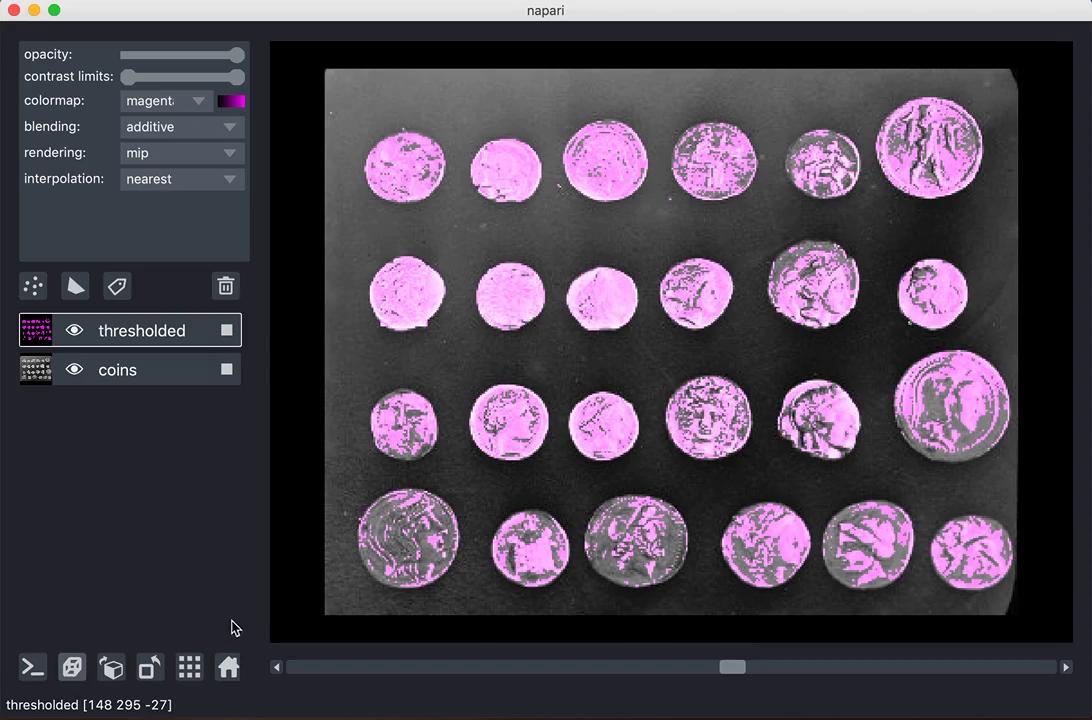 napari
opacity:
contrast limits:
colormap: magenta
blending: additive
rendering: mip
interpolation: nearest
thresholded
coins
thresholded [148 295 -27]